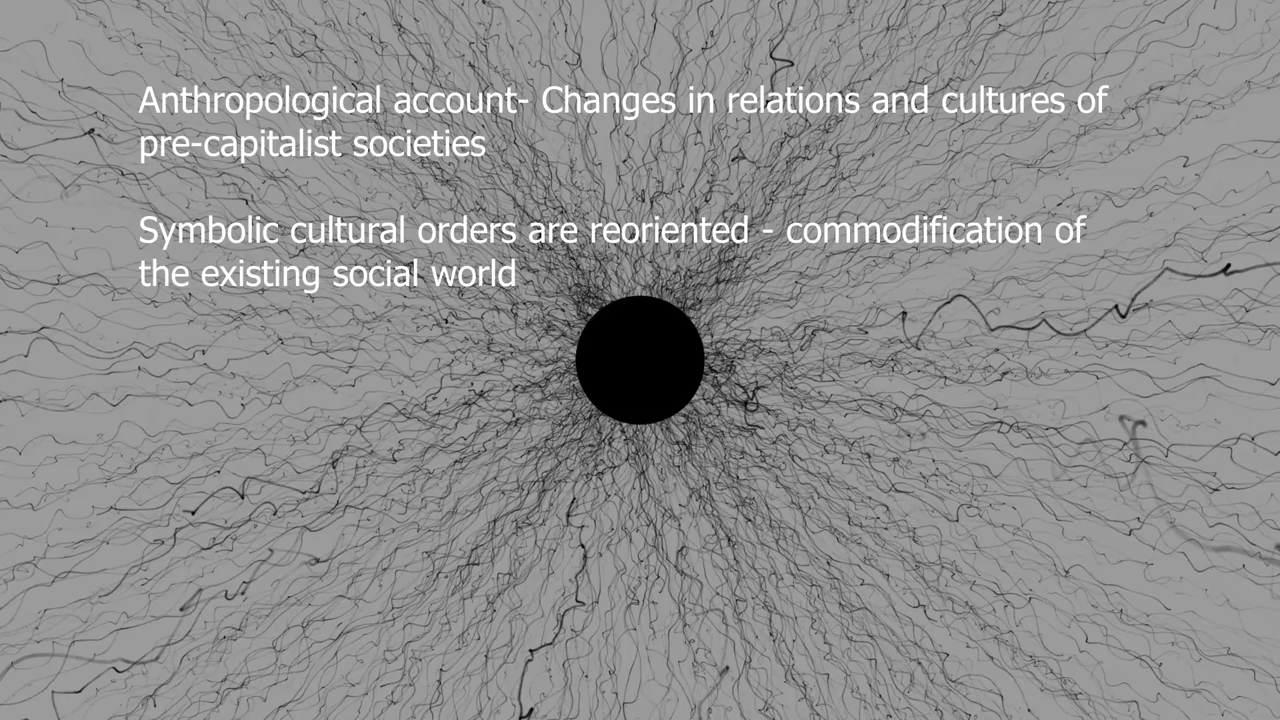 Anthropological account- Changes in relations and cultures of
pre-capitalist societies
Symbolic cultural orders are reoriented - commodification of
the existing social world